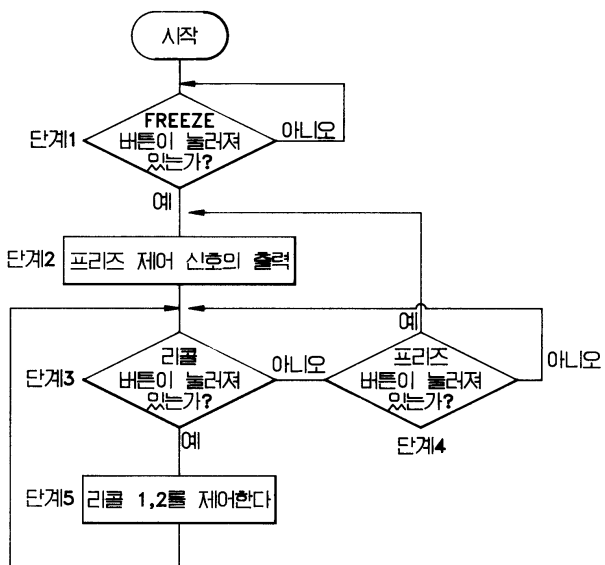 시작
FREEZE
버튼이 눌러져
있는가?
단계1
아니오
예
단계2
프리즈 제어 신호의 출력
리콜
버튼이 눌러져
있는가?
단계3
아니오
예
프리즈
버튼이 눌러져
있는가?
아니오
단계4
예
단계5
리콜 1,2를 제어한다